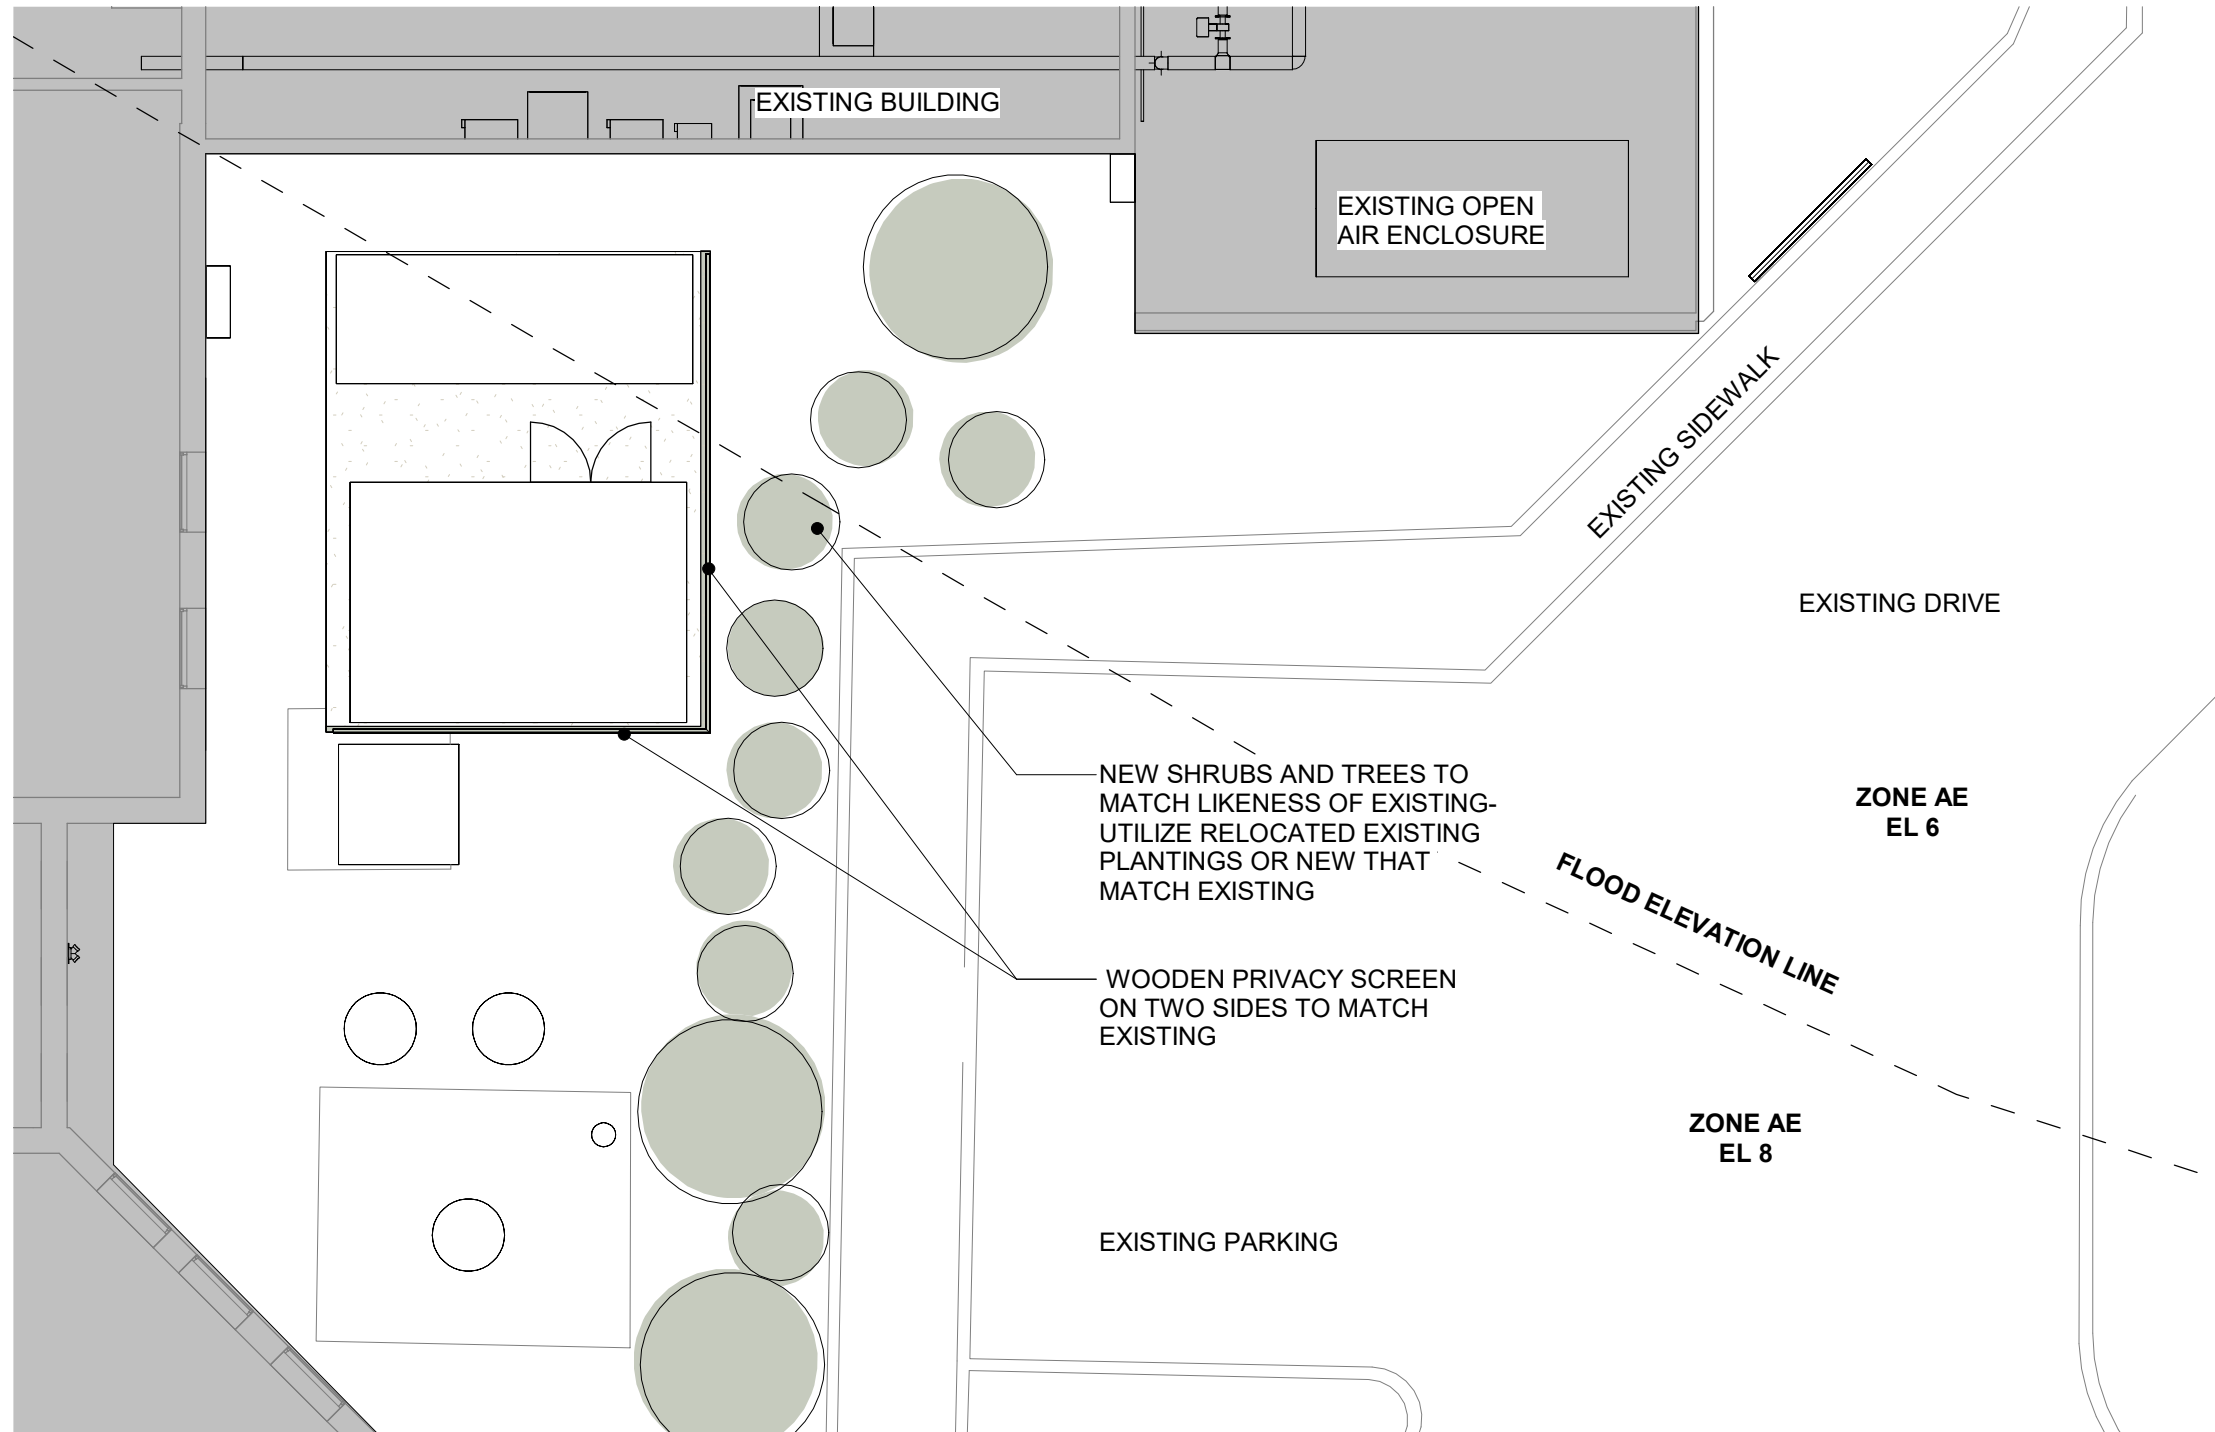 EXISTING BUILDING
EXISTING OPEN
AIR ENCLOSURE
EXISTING SIDEWALK
EXISTING DRIVE
NEW SHRUBS AND TREES TO
MATCH LIKENESS OF EXISTING-
UTILIZE RELOCATED EXISTING
PLANTINGS OR NEW THAT
MATCH EXISTING
ZONE AE
EL 6
FLOOD ELEVATION LINE
WOODEN PRIVACY SCREEN
ON TWO SIDES TO MATCH
EXISTING
ZONE AE
EL 8
EXISTING PARKING